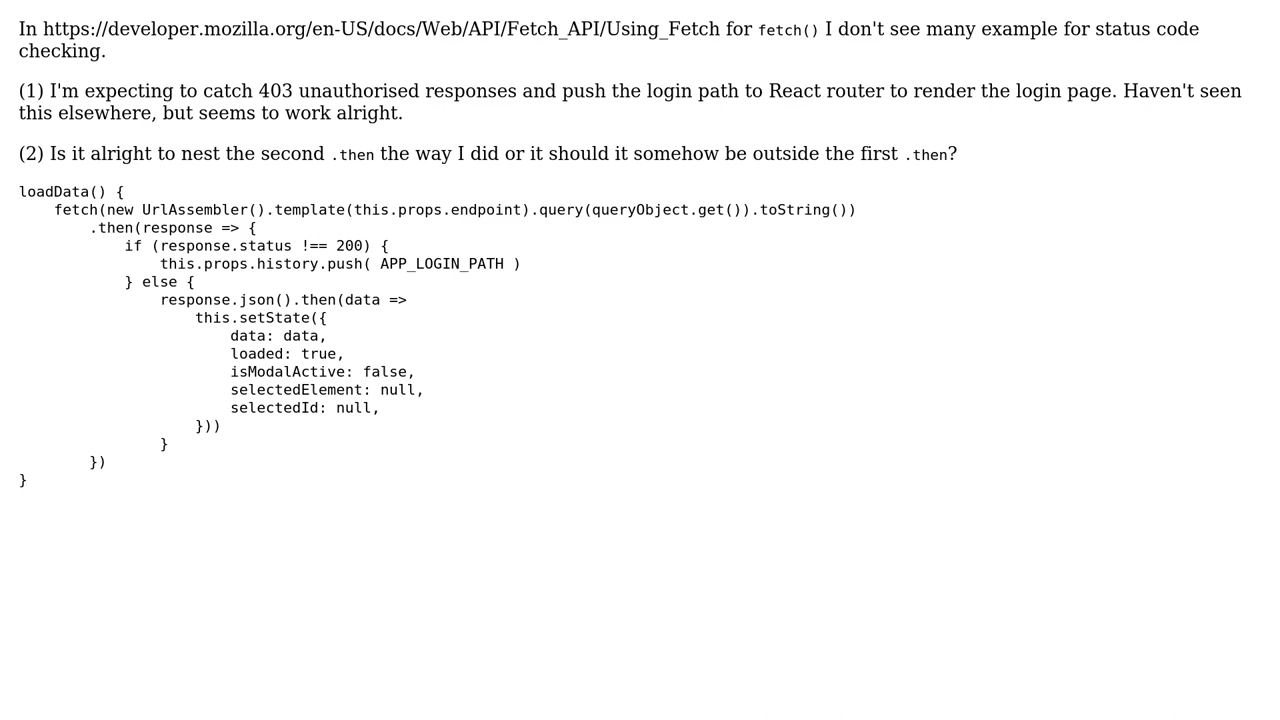 In https://developer.mozilla.org/en-US/docs/Web/API/Fetch_API/Using_Fetch for fetch() I don't see many example for status code
checking.
(1) I'm expecting to catch 403 unauthorised responses and push the login path to React router to render the login page. Haven't seen
this elsewhere, but seems to work alright.
(2) Is it alright to nest the second .then the way I did or it should it somehow be outside the first .then?
loadData() {
    fetch(new UrlAssembler().template(this.props.endpoint).query(queryObject.get()).toString())
        .then(response => {
            if (response.status !== 200) {
                this.props.history.push( APP_LOGIN_PATH )
            } else {
                response.json().then(data =>
                    this.setState({
                        data: data,
                        loaded: true,
                        isModalActive: false,
                        selectedElement: null,
                        selectedId: null,
                    }))
                }
        })
}